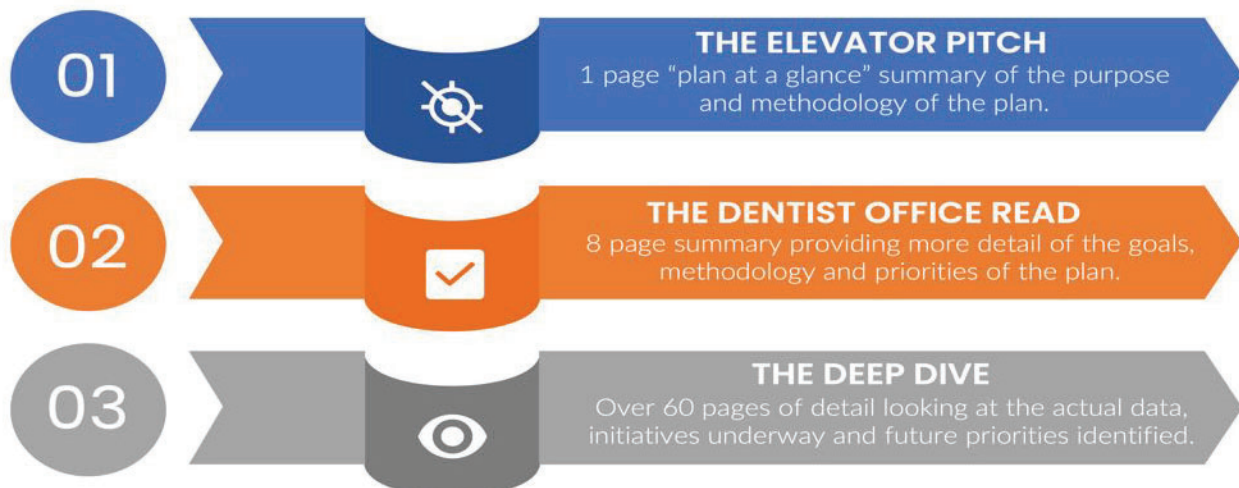 01
THE ELEVATOR PITCH
1 page “plan at a glance” summary of the purpose
and methodology of the plan.
02
THE DENTIST OFFICE READ
8 page summary providing more detail of the goals,
methodology and priorities of the plan.
03
THE DEEP DIVE
Over 60 pages of detail looking at the actual data,
initiatives underway and future priorities identified.